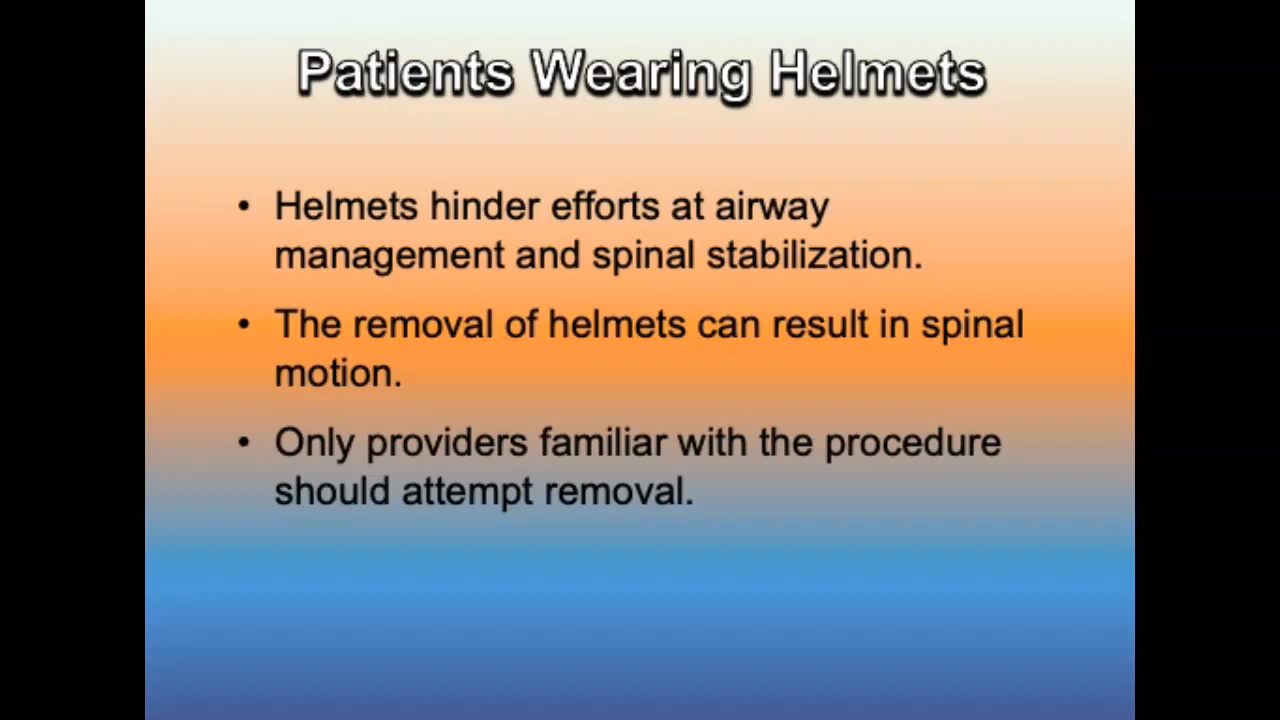 Patients Wearing Helmets
• Helmets hinder efforts at airway
management and spinal stabilization.
• The removal of helmets can result in spinal
motion.
• Only providers familiar with the procedure
should attempt removal.